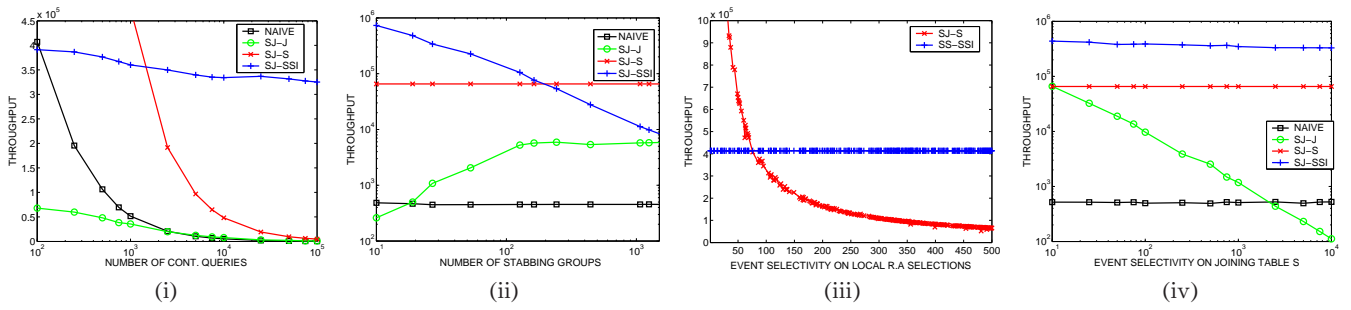 x 10^5
4.5
4
3.5
3
2.5
2
1.5
1
0.5
0
10^2
10^3
10^4
10^5
THROUGHPUT
NUMBER OF CONT. QUERIES
NAIVE
SJ−J
SJ−S
SJ−SSI
(i)
10^6
10^5
10^4
10^3
10^2
10^1
10^2
10^3
THROUGHPUT
NUMBER OF STABBING GROUPS
NAIVE
SJ−J
SJ−S
SJ−SSI
(ii)
x 10^5
10
9
8
7
6
5
4
3
2
1
0
50
100
150
200
250
300
350
400
450
500
THROUGHPUT
EVENT SELECTIVITY ON LOCAL R.A SELECTIONS
SJ−S
SS−SSI
(iii)
10^6
10^5
10^4
10^3
10^2
10^1
10^2
10^3
10^4
THROUGHPUT
EVENT SELECTIVITY ON JOINING TABLE S
NAIVE
SJ−J
SJ−S
SJ−SSI
(iv)